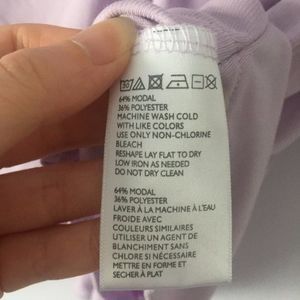 30
64% MODAL
36% POLYESTER
MACHINE WASH COLD
WITH LIKE COLORS
USE ONLY NON-CHLORINE
BLEACH
RESHAPE LAY FLAT TO DRY
LOW IRON AS NEEDED
DO NOT DRY CLEAN
64% MODAL
36% POLYESTER
LAVER À LA MACHINE À L'EAU
FROIDE AVEC
COULEURS SIMILAIRES
UTILISER UN AGENT DE
BLANCHIMENT SANS
CHLORE SI NÉCESSAIRE
METTRE EN FORME ET
SÉCHER À PLAT